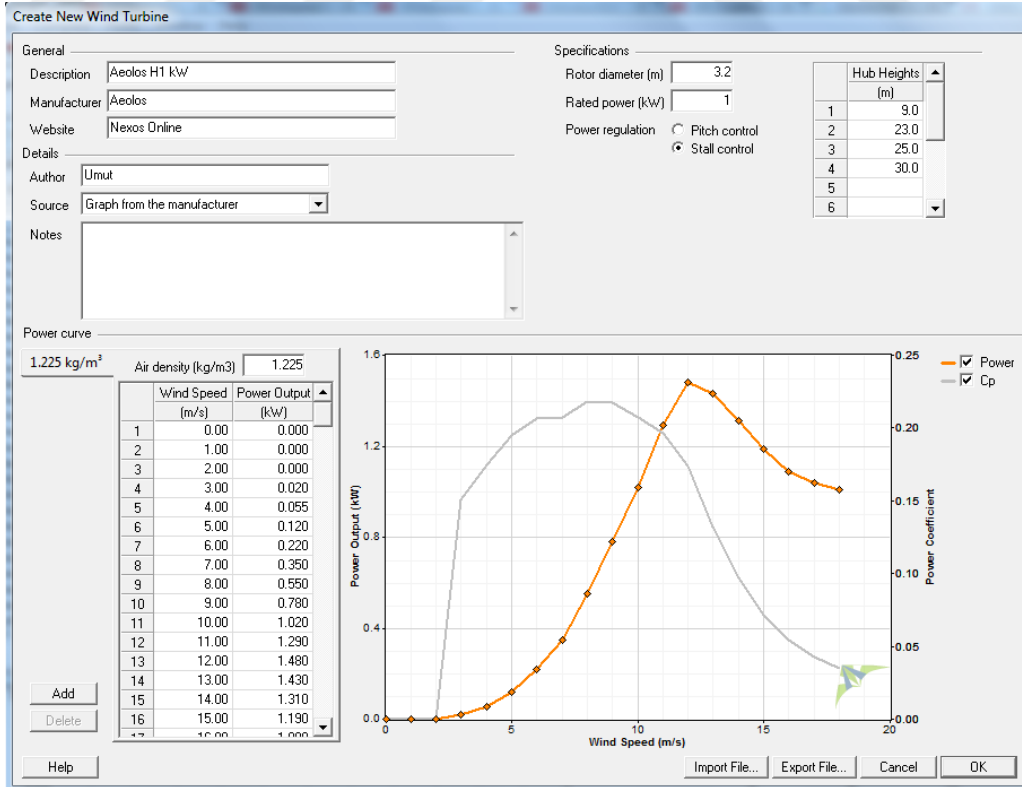 Create New Wind Turbine
General
Description Aeolos H1 kW
Manufacturer Aeolos
Website Nexos Online
Details
Author Umut
Source Graph from the manufacturer
Notes
Specifications
Rotor diameter (m) 3.2
Rated power (kW) 1
Power regulation Pitch control
Stall control
Hub Heights
(m)
1 9.0
2 23.0
3 25.0
4 30.0
5
6
Power curve
1.225 kg/m³
Air density (kg/m3) 1.225
Wind Speed Power Output
(m/s) (kW)
1 0.00 0.000
2 1.00 0.000
3 2.00 0.000
4 3.00 0.020
5 4.00 0.055
6 5.00 0.120
7 6.00 0.220
8 7.00 0.350
9 8.00 0.550
10 9.00 0.780
11 10.00 1.020
12 11.00 1.290
13 12.00 1.480
14 13.00 1.430
15 14.00 1.310
16 15.00 1.190
Add
Delete
Power Output (kW)
1.6
1.2
0.8
0.4
0.0
0 5 10 15 20
Wind Speed (m/s)
0.25
0.20
0.15
0.10
0.05
0.00
Power Coefficient
Power
Cp
Help
Import File... Export File... Cancel OK